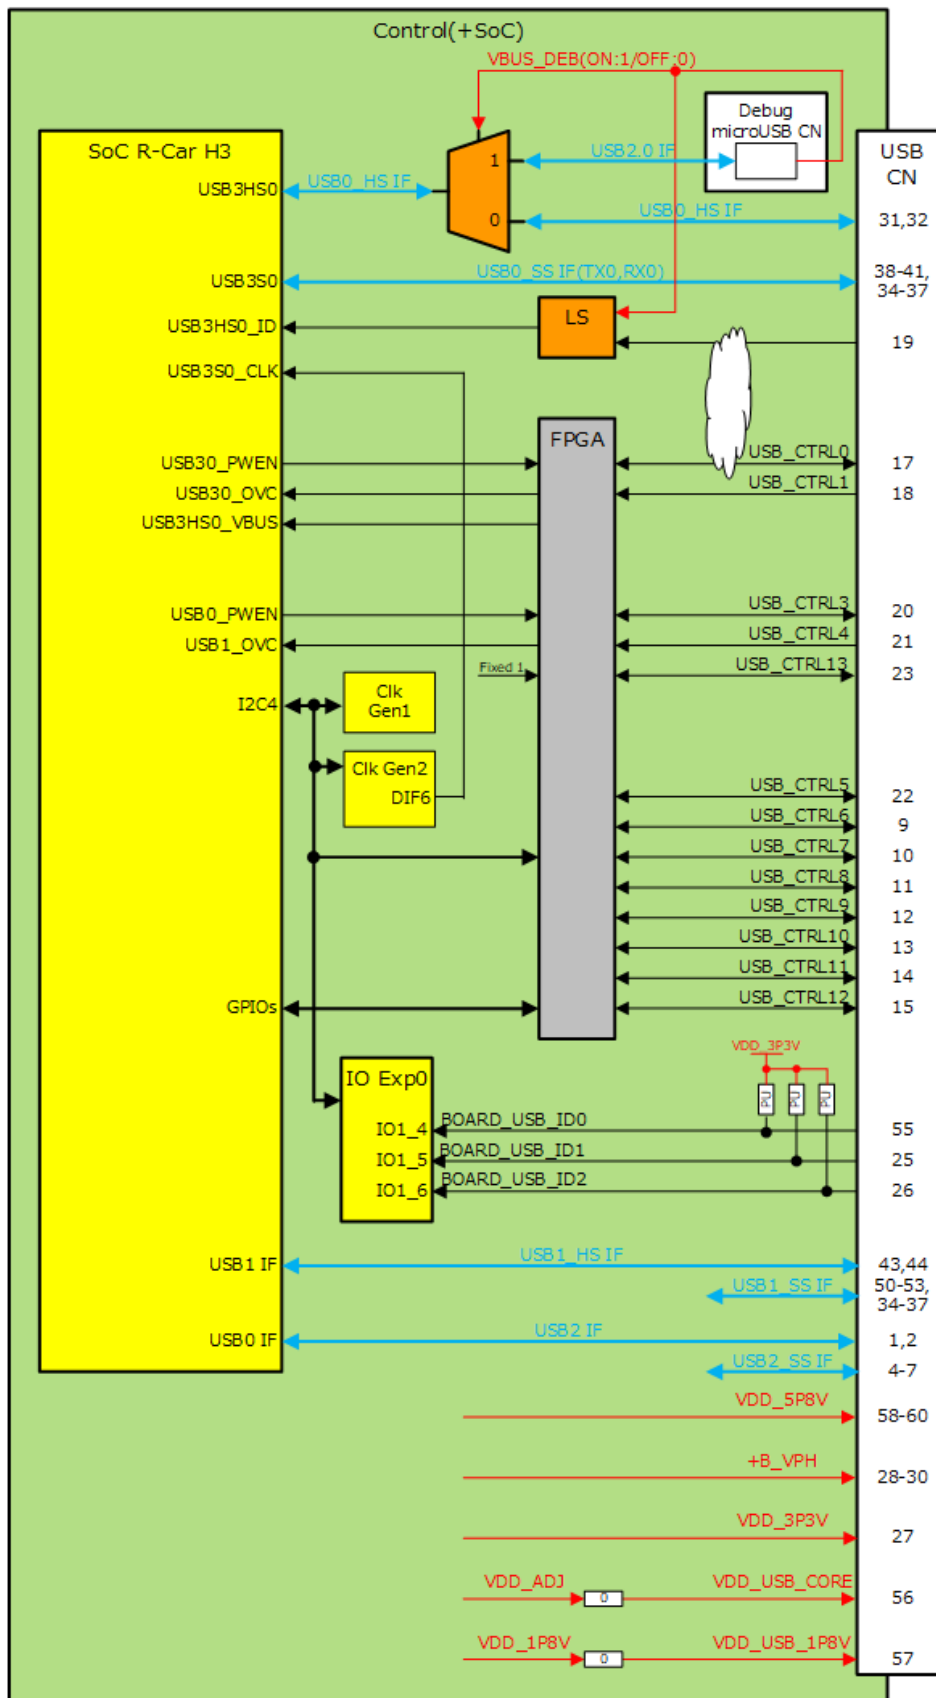 Control(+SoC)
VBUS_DEB(ON:1/OFF:0)
Debug
microUSB CN
SoC R-Car H3
USB
CN
1
USB2.0 IF
USB3HS0
USB0_HS IF
0
USB0_HS IF
31,32
USB3S0
USB0_SS IF(TX0,RX0)
38-41,
34-37
LS
USB3HS0_ID
19
USB3S0_CLK
FPGA
USB30_PWEN
USB_CTRL0
17
USB30_OVC
USB_CTRL1
18
USB3HS0_VBUS
USB0_PWEN
USB_CTRL3
20
USB1_OVC
USB_CTRL4
21
Fixed 1
USB_CTRL13
23
I2C4
Clk
Gen1
Clk Gen2
DIF6
USB_CTRL5
22
USB_CTRL6
9
USB_CTRL7
10
USB_CTRL8
11
USB_CTRL9
12
USB_CTRL10
13
USB_CTRL11
14
GPIOs
USB_CTRL12
15
VDD_3P3V
IO Exp0
PU
PU
PU
IO1_4
BOARD_USB_ID0
55
IO1_5
BOARD_USB_ID1
25
IO1_6
BOARD_USB_ID2
26
USB1 IF
USB1_HS IF
43,44
USB1_SS IF
50-53,
34-37
USB0 IF
USB2 IF
1,2
USB2_SS IF
4-7
VDD_5P8V
58-60
+B_VPH
28-30
VDD_3P3V
27
VDD_ADJ
0
VDD_USB_CORE
56
VDD_1P8V
0
VDD_USB_1P8V
57